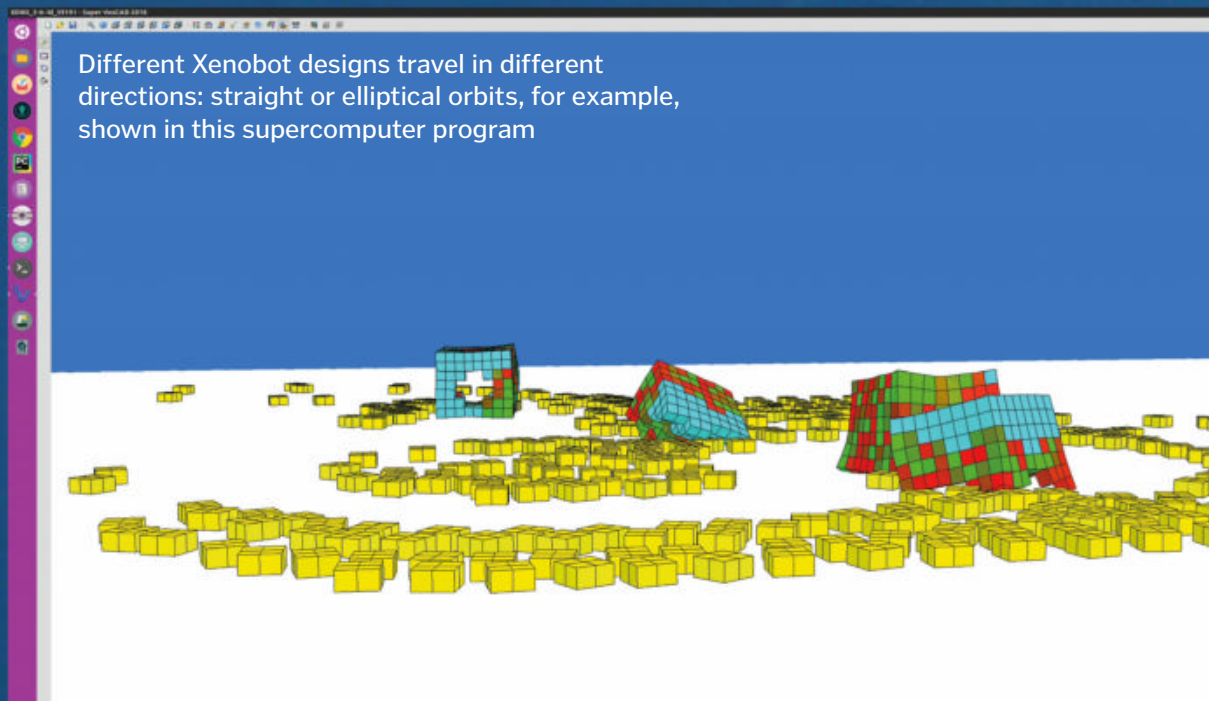 Different Xenobot designs travel in different
directions: straight or elliptical orbits, for example,
shown in this supercomputer program